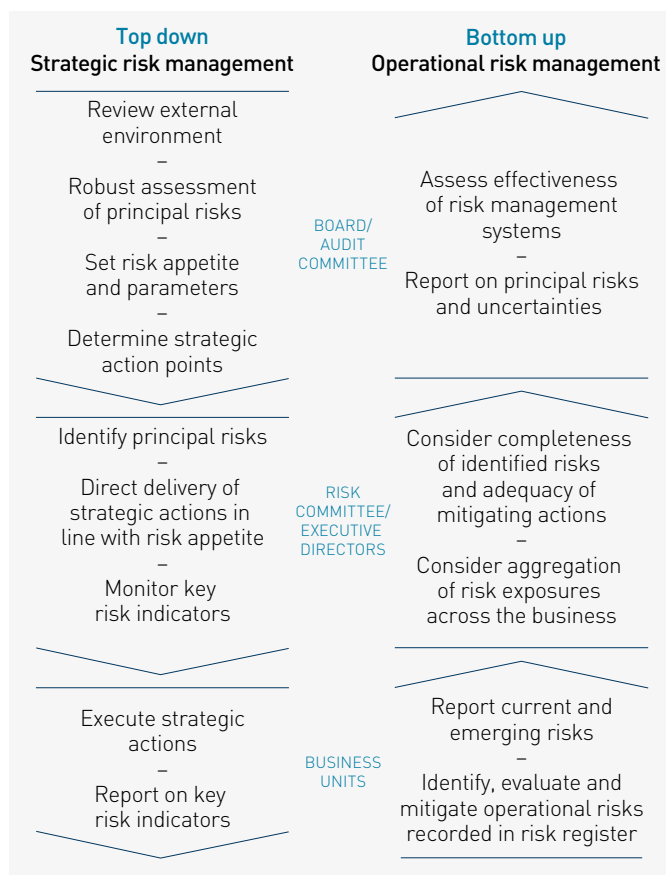 Top down
Strategic risk management
Review external
environment
–
Robust assessment
of principal risks
–
Set risk appetite
and parameters
–
Determine strategic
action points
BOARD/
AUDIT
COMMITTEE
Bottom up
Operational risk management
Assess effectiveness
of risk management
systems
–
Report on principal risks
and uncertainties
Identify principal risks
–
Direct delivery of
strategic actions in
line with risk appetite
–
Monitor key
risk indicators
RISK
COMMITTEE/
EXECUTIVE
DIRECTORS
Consider completeness
of identified risks
and adequacy of
mitigating actions
–
Consider aggregation
of risk exposures
across the business
Execute strategic
actions
–
Report on key
risk indicators
BUSINESS
UNITS
Report current and
emerging risks
–
Identify, evaluate and
mitigate operational risks
recorded in risk register